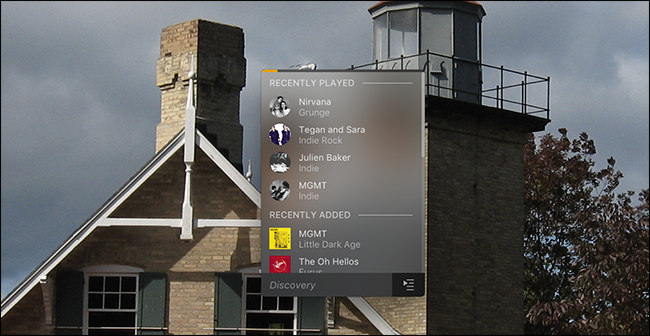 RECENTLY PLAYED
Nirvana
Grunge
Tegan and Sara
Indie Rock
Julien Baker
Indie
MGMT
Indie
RECENTLY ADDED
MGMT
Little Dark Age
The Oh Hellos
Eurus
Discovery